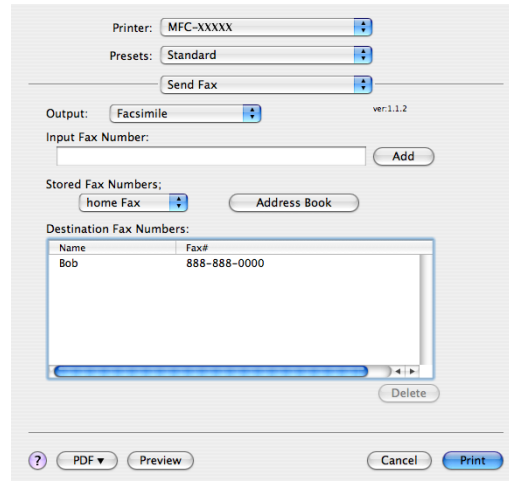 Printer: MFC-XXXXX
Presets: Standard
Send Fax
Output: Facsimile ver:1.1.2
Input Fax Number:
Add
Stored Fax Numbers;
home Fax Address Book
Destination Fax Numbers:
Name Fax#
Bob 888-888-0000
Delete
? PDF▼ Preview Cancel Print